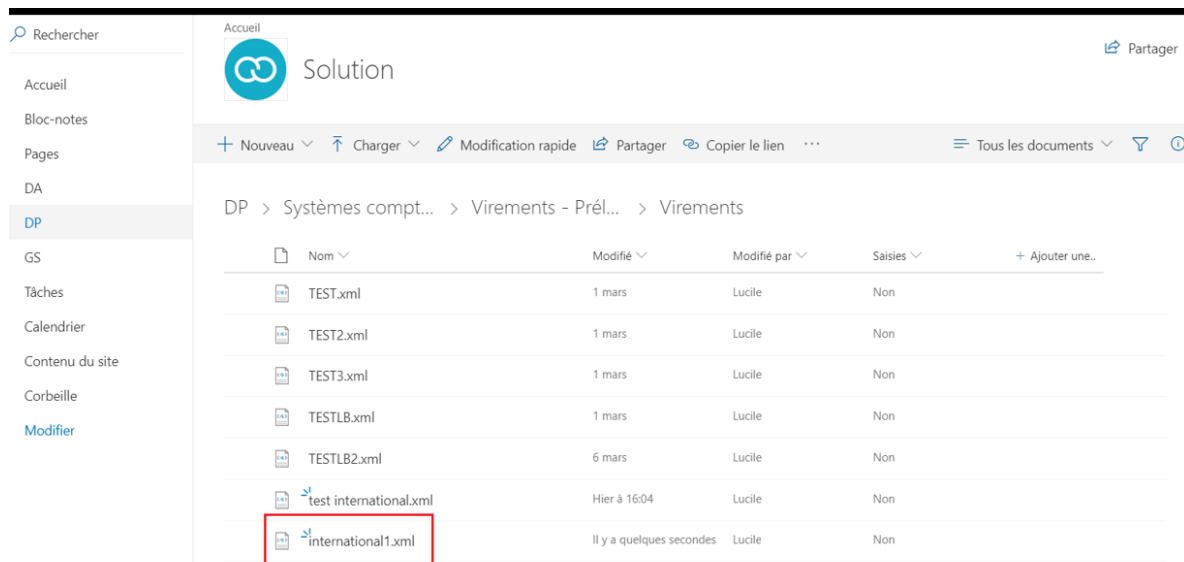 Rechercher
Accueil
Bloc-notes
Pages
DA
DP
GS
Tâches
Calendrier
Contenu du site
Corbeille
Modifier
Accueil
Solution
Partager
Nouveau Charger Modification rapide Partager Copier le lien ··· Tous les documents
DP > Systèmes compt... > Virements - Prél... > Virements
Nom Modifié Modifié par Saisies + Ajouter une..
TEST.xml 1 mars Lucile Non
TEST2.xml 1 mars Lucile Non
TEST3.xml 1 mars Lucile Non
TESTLB.xml 1 mars Lucile Non
TESTLB2.xml 6 mars Lucile Non
test international.xml Hier à 16:04 Lucile Non
international1.xml Il y a quelques secondes Lucile Non